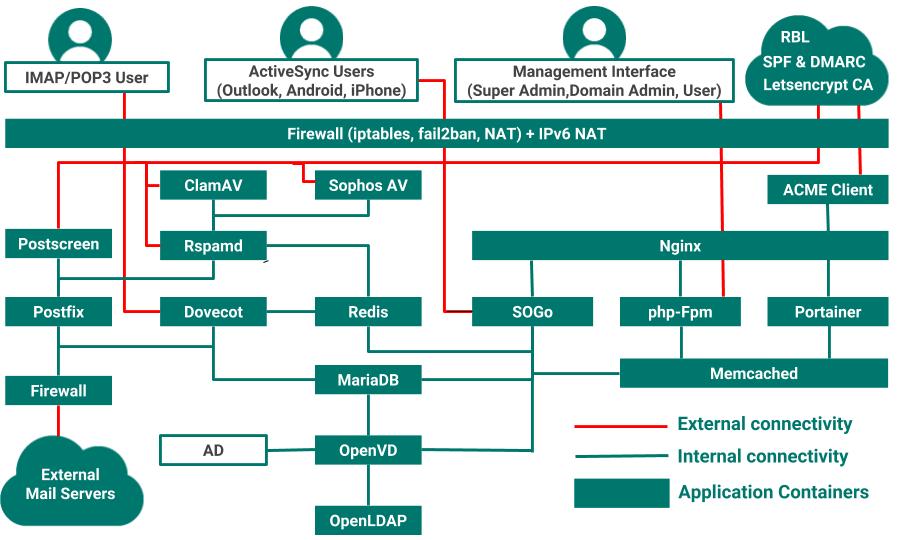 RBL
SPF & DMARC
Letsencrypt CA
IMAP/POP3 User
ActiveSync Users
(Outlook, Android, iPhone)
Management Interface
(Super Admin,Domain Admin, User)
Firewall (iptables, fail2ban, NAT) + IPv6 NAT
ClamAV
Sophos AV
ACME Client
Postscreen
Rspamd
Nginx
Postfix
Dovecot
Redis
SOGo
php-Fpm
Portainer
Firewall
MariaDB
Memcached
External connectivity
AD
OpenVD
Internal connectivity
External
Mail Servers
Application Containers
OpenLDAP